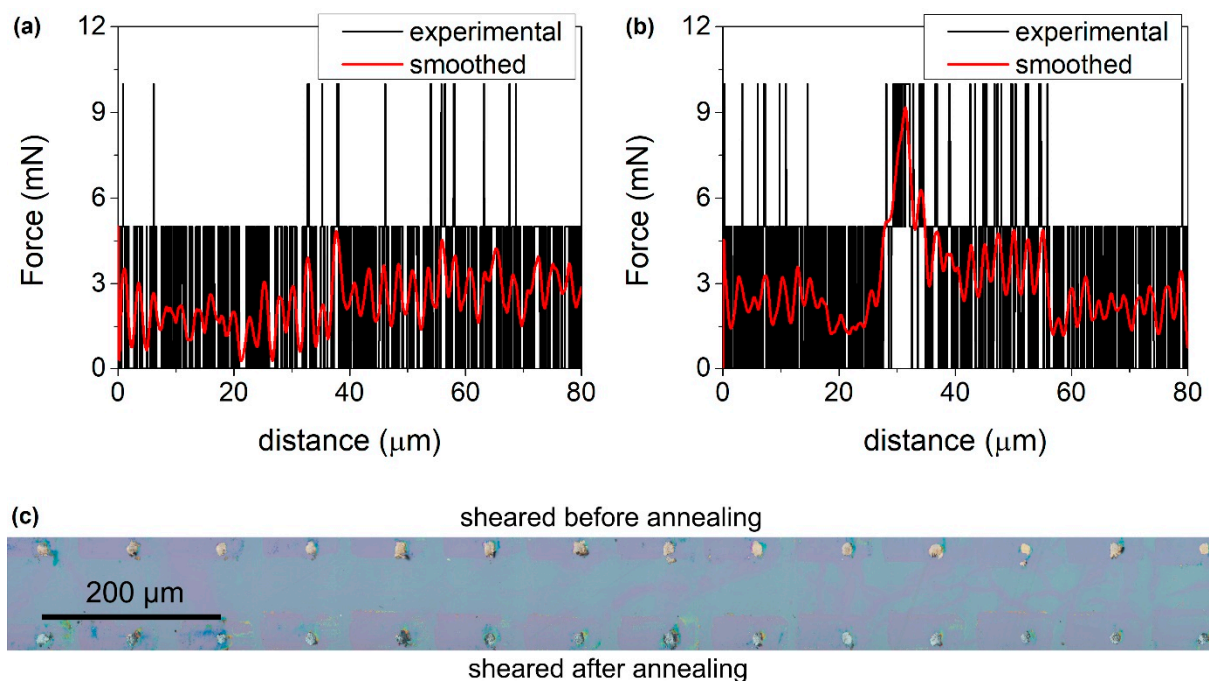 (a)
experimental
smoothed
12
9
6
3
0
Force (mN)
0 20 40 60 80
distance (μm)
(b)
experimental
smoothed
12
9
6
3
0
Force (mN)
0 20 40 60 80
distance (μm)
(c)
sheared before annealing
200 μm
sheared after annealing